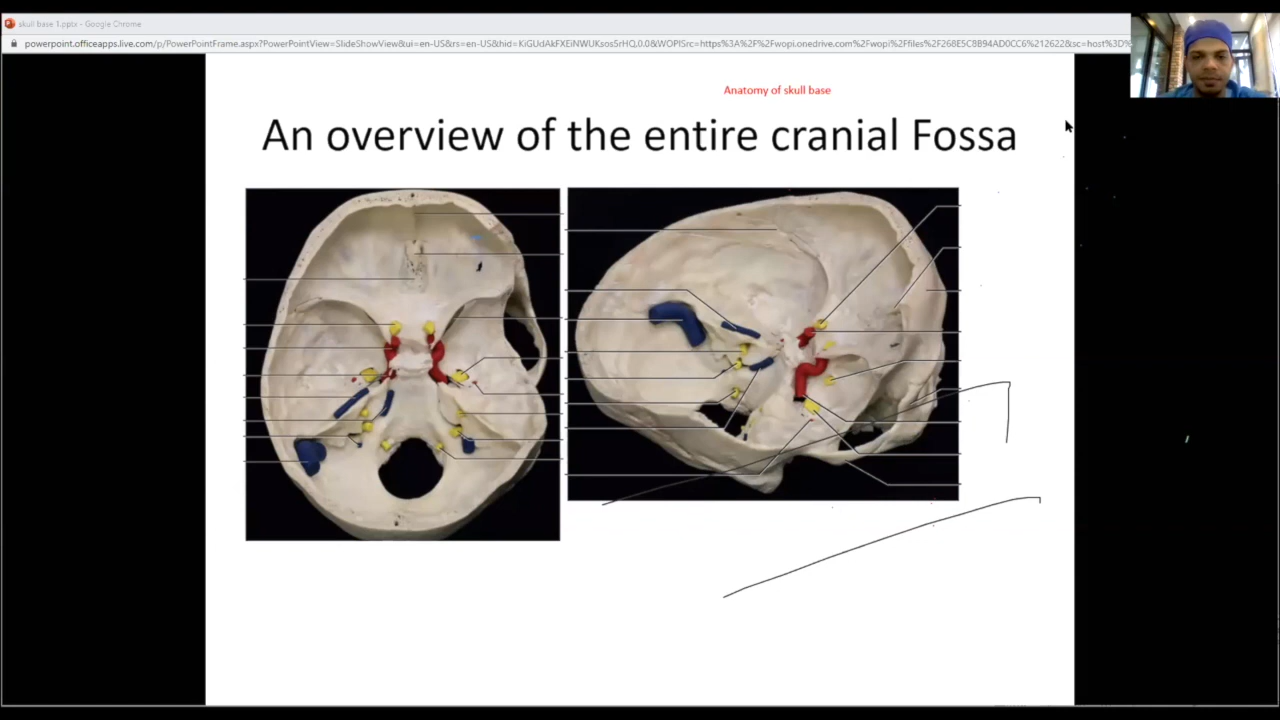 skull base 1.pptx - Google Chrome
Anatomy of skull base
An overview of the entire cranial Fossa